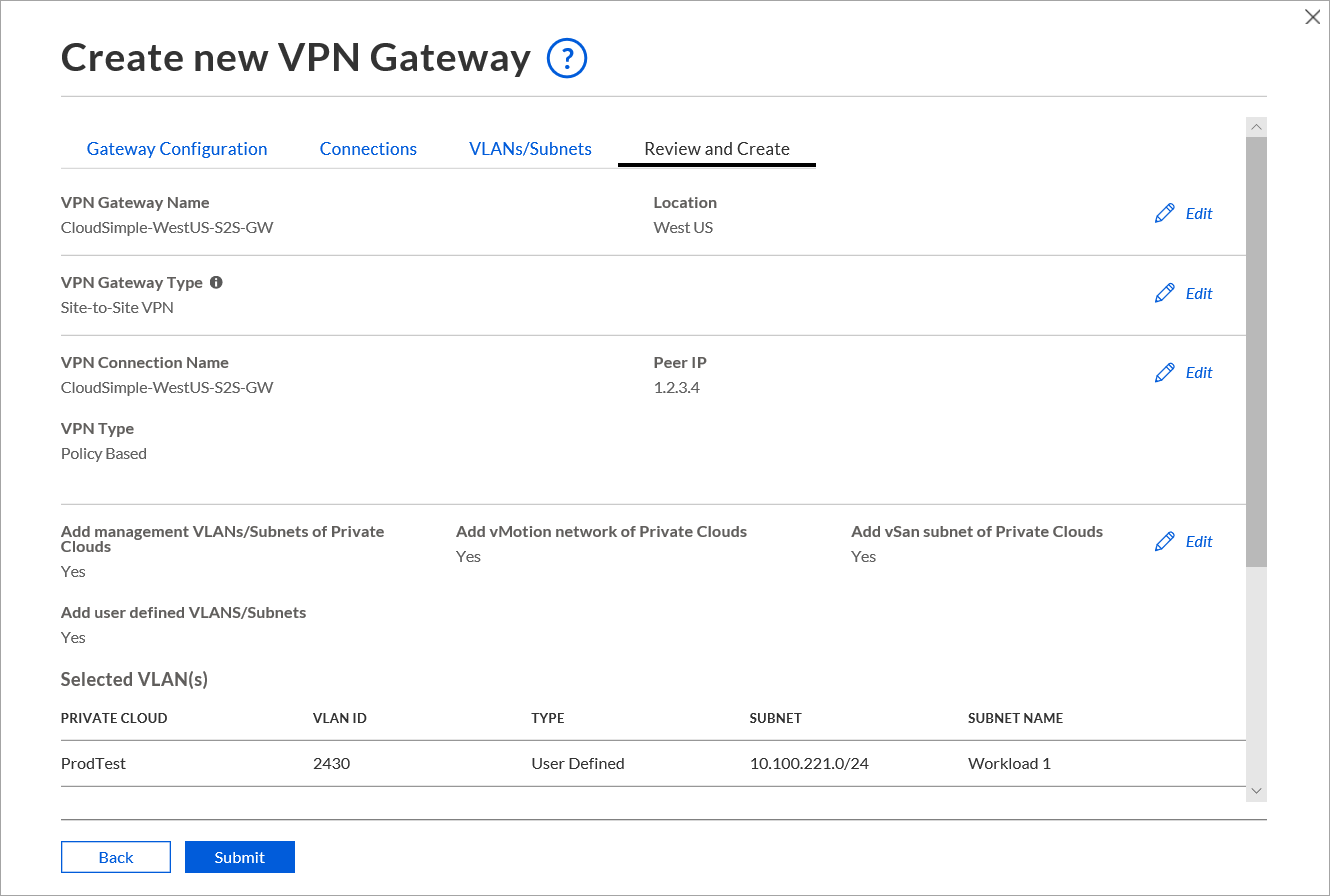 Create new VPN Gateway ?
Gateway Configuration Connections VLANs/Subnets Review and Create
VPN Gateway Name Location
CloudSimple-WestUS-S2S-GW West US Edit
VPN Gateway Type
Site-to-Site VPN Edit
VPN Connection Name Peer IP
CloudSimple-WestUS-S2S-GW 1.2.3.4 Edit
VPN Type
Policy Based
Add management VLANs/Subnets of Private Add vMotion network of Private Clouds Add vSan subnet of Private Clouds Edit
Clouds Yes Yes
Yes
Add user defined VLANS/Subnets
Yes
Selected VLAN(s)
PRIVATE CLOUD VLAN ID TYPE SUBNET SUBNET NAME
ProdTest 2430 User Defined 10.100.221.0/24 Workload 1
Back Submit